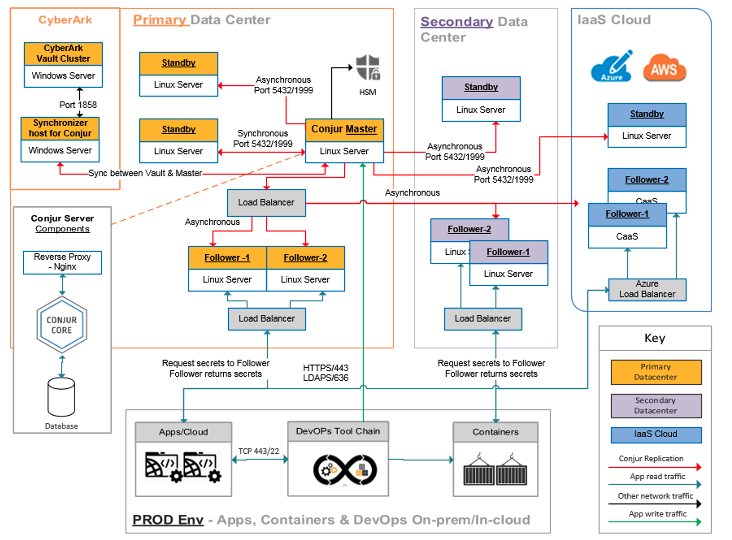 CyberArk
CyberArk
Vault Cluster
Windows Server
Port 1858
Synchronizer
host for Conjur
Windows Server
Primary Data Center
Standby
Linux Server
Asynchronous
Port 5432/1999
HSM
Standby
Linux Server
Synchronous
Port 5432/1999
Conjur Master
Linux Server
Sync between Vault & Master
Load Balancer
Asynchronous
Follower -1
Linux Server
Follower-2
Linux Server
Load Balancer
Secondary Data
Center
Standby
Linux Server
Asynchronous
Port 5432/1999
Asynchronous
Port 5432/1999
Asynchronous
Follower-2
Linux S
Follower-1
Linux Server
Load Balancer
IaaS Cloud
Azure
AWS
Standby
Linux Server
Follower-2
CaaS
Follower-1
CaaS
Azure
Load Balancer
Conjur Server
Components
Reverse Proxy
- Nginx
CONJUR
CORE
Database
Request secrets to Follower
Follower returns secrets
HTTPS/443
LDAPS/636
Request secrets to Follower
Follower returns secrets
Apps/Cloud
TCP 443/22
DevOPs Tool Chain
Containers
PROD Env - Apps, Containers & DevOps On-prem/In-cloud
Key
Primary
Datacenter
Secondary
Datacenter
IaaS Cloud
Conjur Replication
App read traffic
Other network traffic
App write traffic